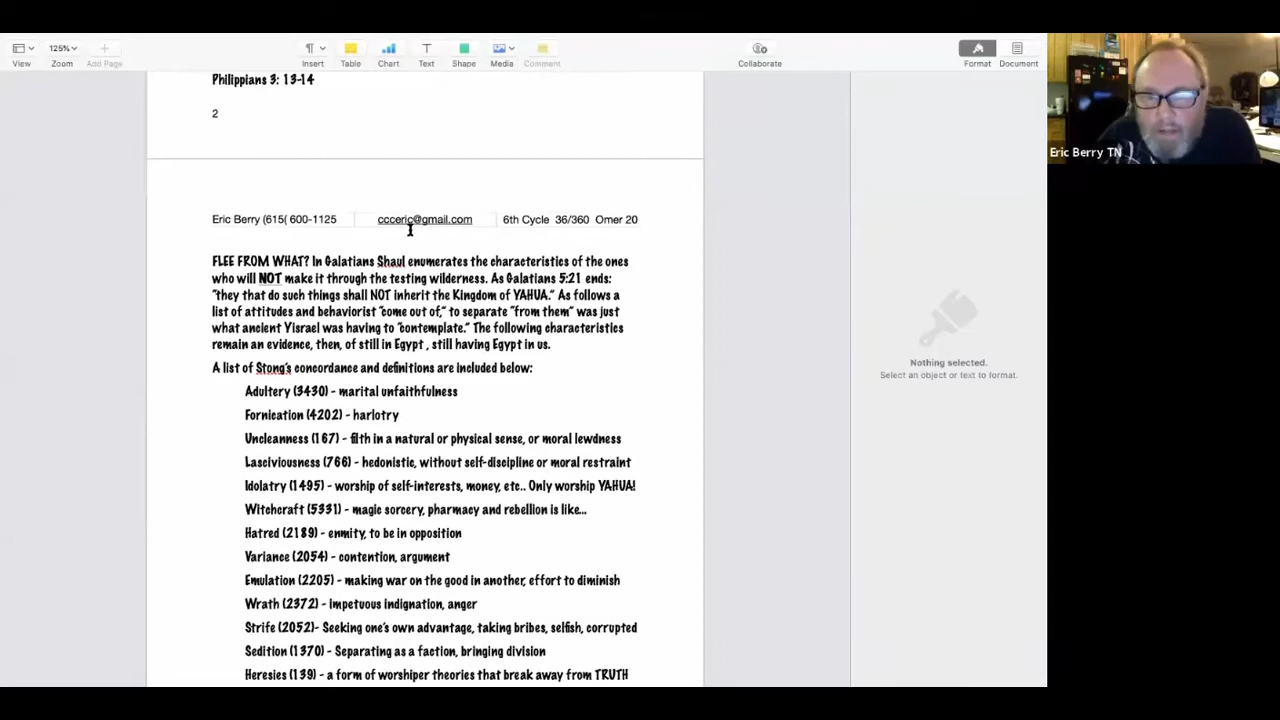 125%
View
Zoom
Add Page
Insert
Table
Chart
Text
Shape
Media
Comment
Collaborate
Format
Document
Philippians 3: 13-14
2
Eric Berry (615( 600-1125
ccceric@gmail.com
6th Cycle 36/360 Omer 20
FLEE FROM WHAT? In Galatians Shaul enumerates the characteristics of the ones
who will NOT make it through the testing wilderness. As Galatians 5:21 ends:
"they that do such things shall NOT inherit the Kingdom of YAHUA." As follows a
list of attitudes and behaviorist "come out of," to separate "from them" was just
what ancient Yisrael was having to "contemplate." The following characteristics
remain an evidence, then, of still in Egypt , still having Egypt in us.
A list of Stong's concordance and definitions are included below:
Adultery (3430) - marital unfaithfulness
Fornication (4202) - harlotry
Uncleanness (167) - filth in a natural or physical sense, or moral lewdness
Lasciviousness (766) - hedonistic, without self-discipline or moral restraint
Idolatry (1495) - worship of self-interests, money, etc.. Only worship YAHUA!
Witchcraft (5331) - magic sorcery, pharmacy and rebellion is like...
Hatred (2189) - enmity, to be in opposition
Variance (2054) - contention, argument
Emulation (2205) - making war on the good in another, effort to diminish
Wrath (2372) - impetuous indignation, anger
Strife (2052)- Seeking one's own advantage, taking bribes, selfish, corrupted
Sedition (1370) - Separating as a faction, bringing division
Heresies (139) - a form of worshiper theories that break away from TRUTH
Nothing selected.
Select an object or text to format.
Eric Berry TN